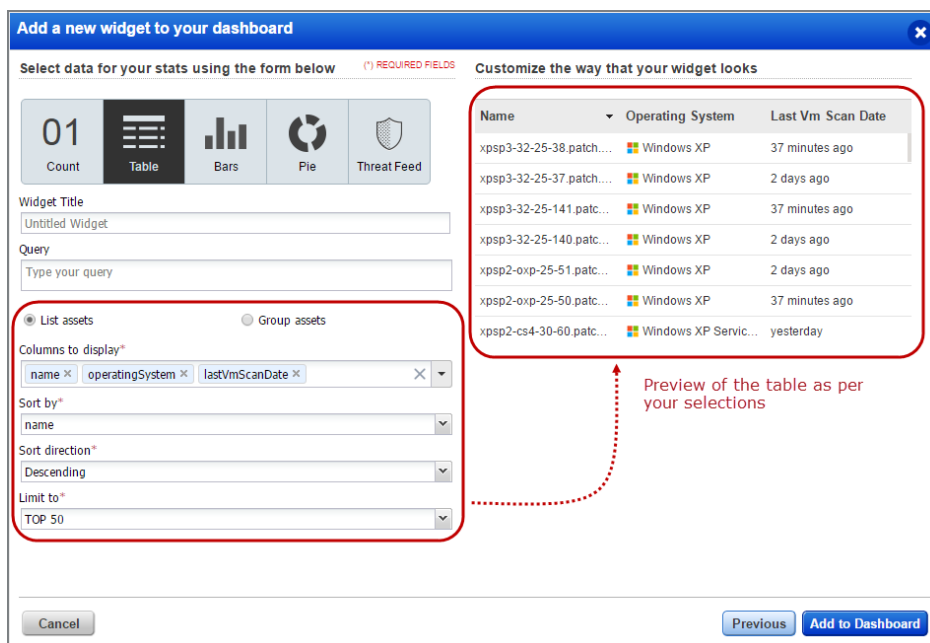 Add a new widget to your dashboard
Select data for your stats using the form below
(*) REQUIRED FIELDS
01
Count
Table
Bars
Pie
Threat Feed
Widget Title
Untitled Widget
Query
Type your query
List assets
Group assets
Columns to display*
name × operatingSystem × lastVmScanDate ×
Sort by*
name
Sort direction*
Descending
Limit to*
TOP 50
Customize the way that your widget looks
Name Operating System Last Vm Scan Date
xpsp3-32-25-38.patch.... Windows XP 37 minutes ago
xpsp3-32-25-37.patch.... Windows XP 2 days ago
xpsp3-32-25-141.patc... Windows XP 37 minutes ago
xpsp3-32-25-140.patc... Windows XP 2 days ago
xpsp2-oxp-25-51.patc... Windows XP 2 days ago
xpsp2-oxp-25-50.patc... Windows XP 37 minutes ago
xpsp2-cs4-30-60.patc... Windows XP Servic... yesterday
Preview of the table as per
your selections
Cancel
Previous
Add to Dashboard